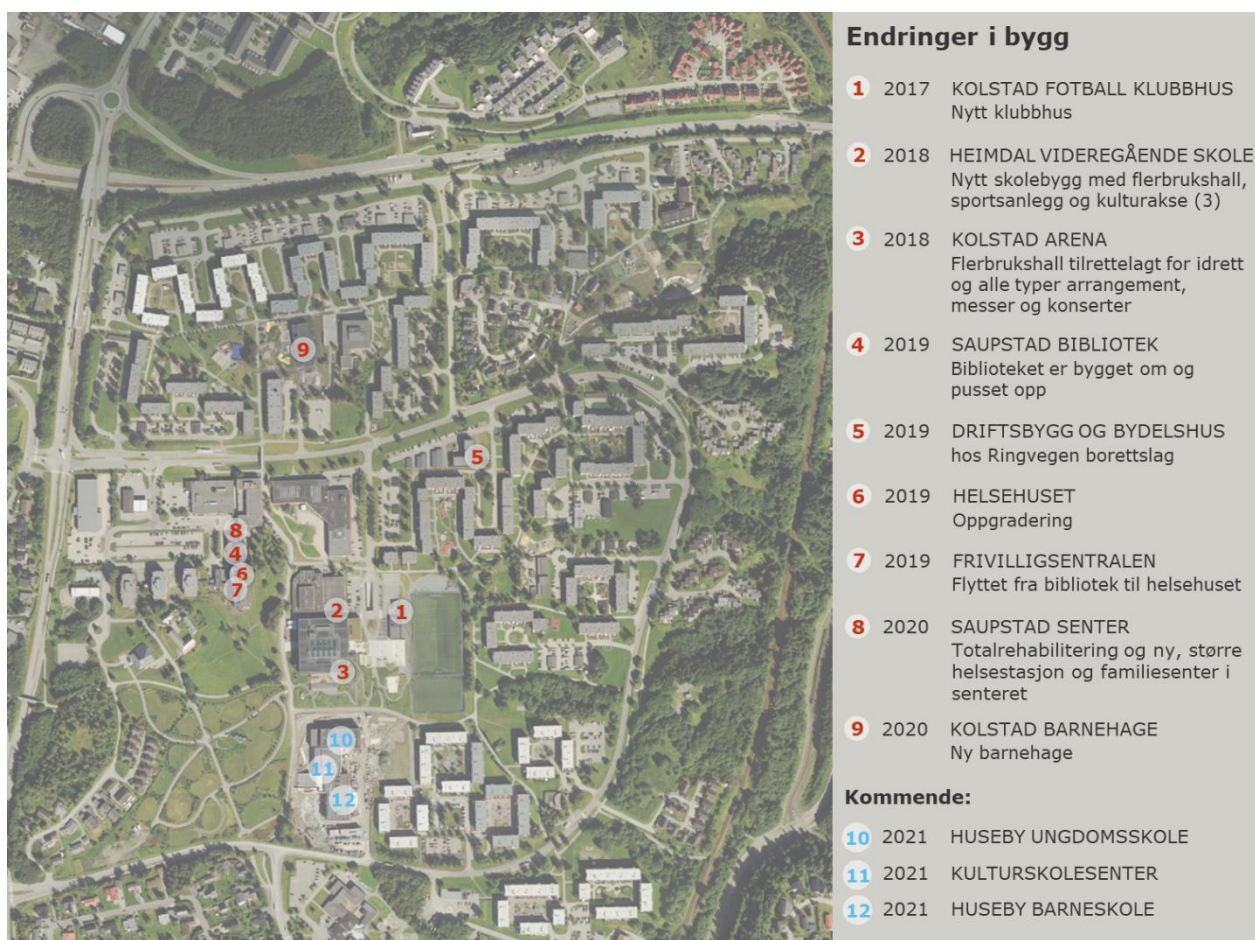 Endringer i bygg
1 2017 KOLSTAD FOTBALL KLUBBHUS
Nytt klubbhus
2 2018 HEIMDAL VIDEREGÅENDE SKOLE
Nytt skolebygg med flerbrukshall,
sportsanlegg og kulturakse (3)
3 2018 KOLSTAD ARENA
Flerbrukshall tilrettelagt for idrett
og alle typer arrangement,
messer og konserter
4 2019 SAUPSTAD BIBLIOTEK
Biblioteket er bygget om og
pusset opp
5 2019 DRIFTSBYGG OG BYDELSHUS
hos Ringvegen borettslag
6 2019 HELSEHUSET
Oppgradering
7 2019 FRIVILLIGSENTRALEN
Flyttet fra bibliotek til helsehuset
8 2020 SAUPSTAD SENTER
Totalrehabilitering og ny, større
helsestasjon og familiesenter i
senteret
9 2020 KOLSTAD BARNEHAGE
Ny barnehage
Kommende:
10 2021 HUSEBY UNGDOMSSKOLE
11 2021 KULTURSKOLESENTER
12 2021 HUSEBY BARNESKOLE
9
5
8
4
6
7
2
1
3
10
11
12